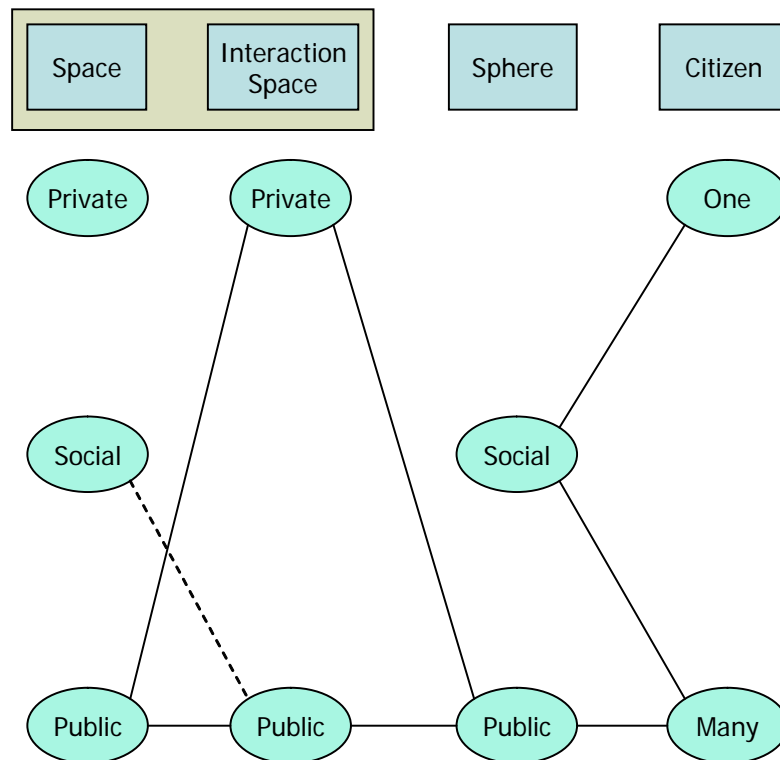 Space
Interaction
Space
Sphere
Citizen
Private
Private
One
Social
Social
Public
Public
Public
Many